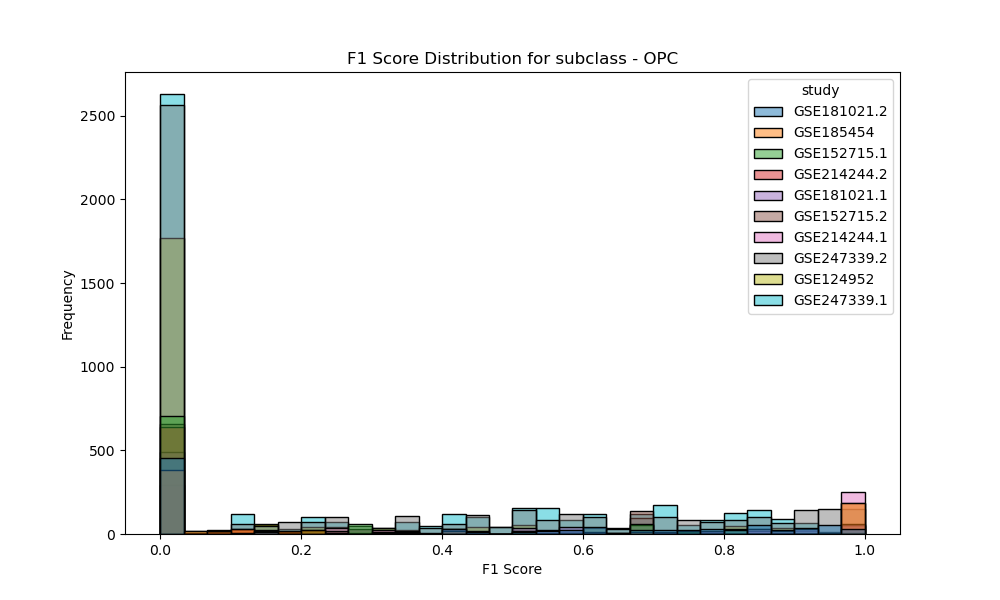 F1 Score Distribution for subclass - OPC
study
GSE181021.2
GSE185454
GSE152715.1
GSE214244.2
GSE181021.1
GSE152715.2
GSE214244.1
GSE247339.2
GSE124952
GSE247339.1
Frequency
2500
2000
1500
1000
500
0
0.0 0.2 0.4 0.6 0.8 1.0
F1 Score